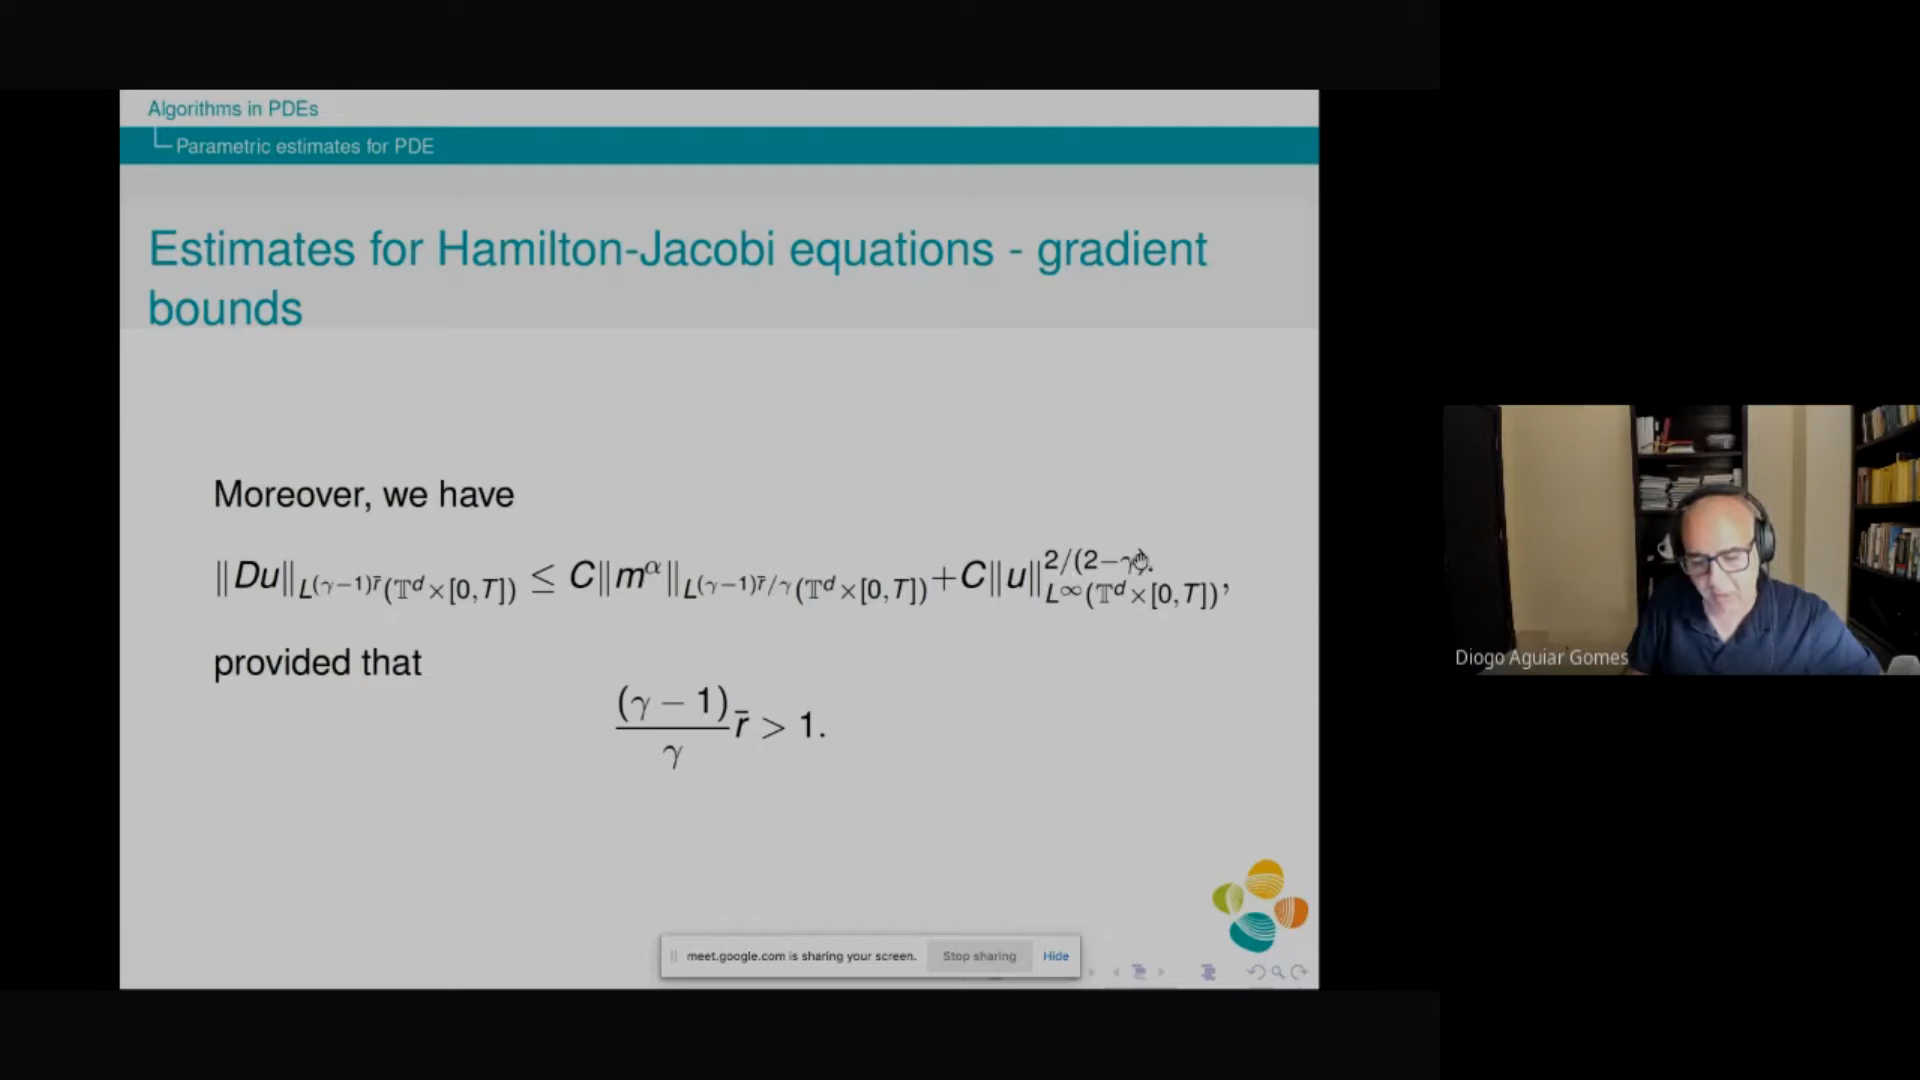 Algorithms in PDEs
Parametric estimates for PDE
Estimates for Hamilton-Jacobi equations - gradient
bounds
Moreover, we have
‖Du‖_{L^{(γ−1)r̄}(𝕋^d×[0,T])} ≤ C‖m^α‖_{L^{(γ−1)r̄/γ}(𝕋^d×[0,T])} + C‖u‖^{2/(2−γ)}_{L^∞(𝕋^d×[0,T])},
provided that
(γ − 1)/γ r̄ > 1.
Diogo Aguiar Gomes
meet.google.com is sharing your screen. Stop sharing Hide